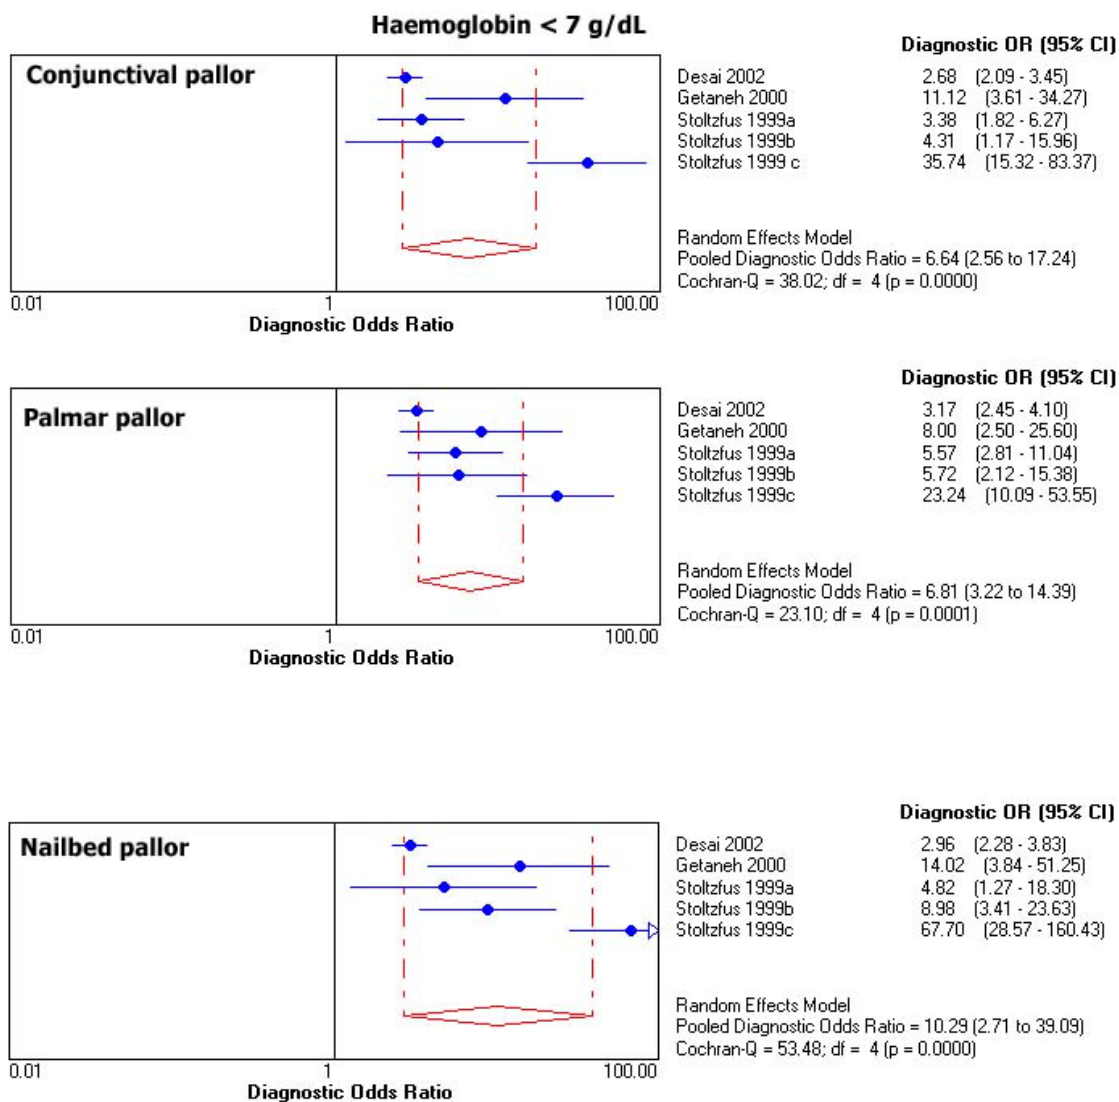 Haemoglobin < 7 g/dL
Conjunctival pallor
Diagnostic OR (95% CI)
Desai 2002 2.68 (2.09 - 3.45)
Getaneh 2000 11.12 (3.61 - 34.27)
Stoltzfus 1999a 3.38 (1.82 - 6.27)
Stoltzfus 1999b 4.31 (1.17 - 15.96)
Stoltzfus 1999 c 35.74 (15.32 - 83.37)
Random Effects Model
Pooled Diagnostic Odds Ratio = 6.64 (2.56 to 17.24)
Cochran-Q = 38.02; df = 4 (p = 0.0000)
0.01 1 100.00
Diagnostic Odds Ratio
Palmar pallor
Diagnostic OR (95% CI)
Desai 2002 3.17 (2.45 - 4.10)
Getaneh 2000 8.00 (2.50 - 25.60)
Stoltzfus 1999a 5.57 (2.81 - 11.04)
Stoltzfus 1999b 5.72 (2.12 - 15.38)
Stoltzfus 1999c 23.24 (10.09 - 53.55)
Random Effects Model
Pooled Diagnostic Odds Ratio = 6.81 (3.22 to 14.39)
Cochran-Q = 23.10; df = 4 (p = 0.0001)
0.01 1 100.00
Diagnostic Odds Ratio
Nailbed pallor
Diagnostic OR (95% CI)
Desai 2002 2.96 (2.28 - 3.83)
Getaneh 2000 14.02 (3.84 - 51.25)
Stoltzfus 1999a 4.82 (1.27 - 18.30)
Stoltzfus 1999b 8.98 (3.41 - 23.63)
Stoltzfus 1999c 67.70 (28.57 - 160.43)
Random Effects Model
Pooled Diagnostic Odds Ratio = 10.29 (2.71 to 39.09)
Cochran-Q = 53.48; df = 4 (p = 0.0000)
0.01 1 100.00
Diagnostic Odds Ratio